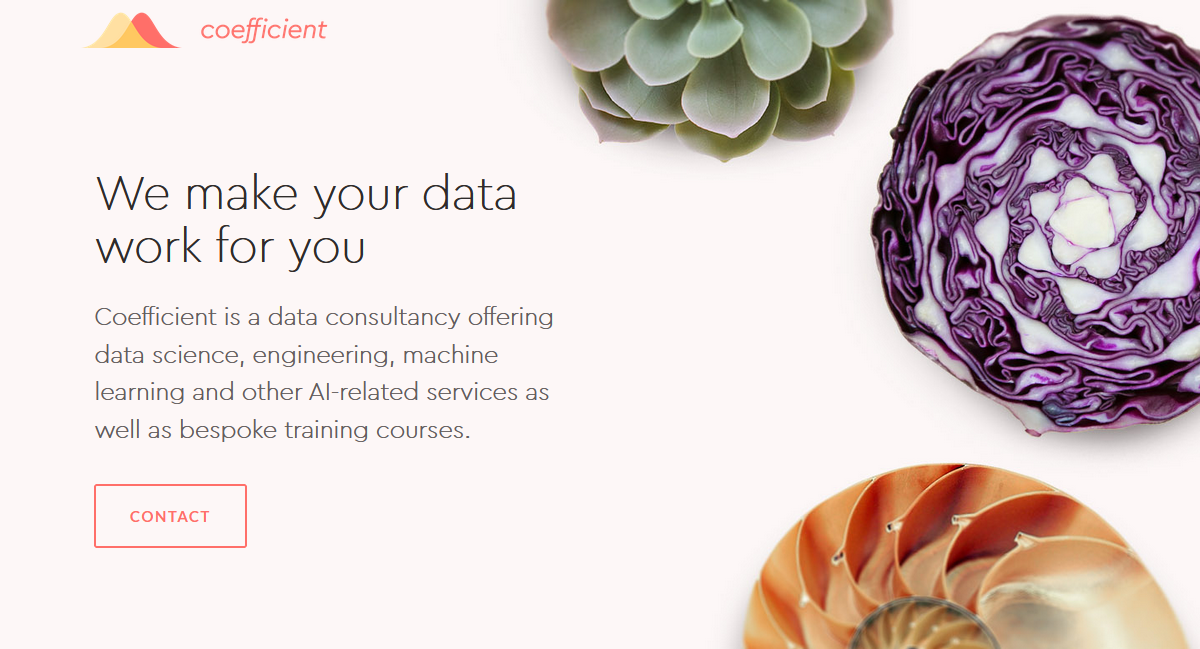 coefficient
We make your data
work for you
Coefficient is a data consultancy offering
data science, engineering, machine
learning and other AI-related services as
well as bespoke training courses.
CONTACT